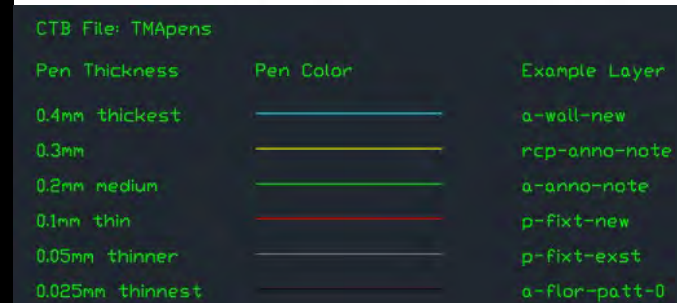 CTB File: TMApens
Pen Thickness Pen Color Example Layer
0.4mm thickest a-wall-new
0.3mm rcp-anno-note
0.2mm medium a-anno-note
0.1mm thin p-fixt-new
0.05mm thinner p-fixt-exst
0.025mm thinnest a-flor-patt-0